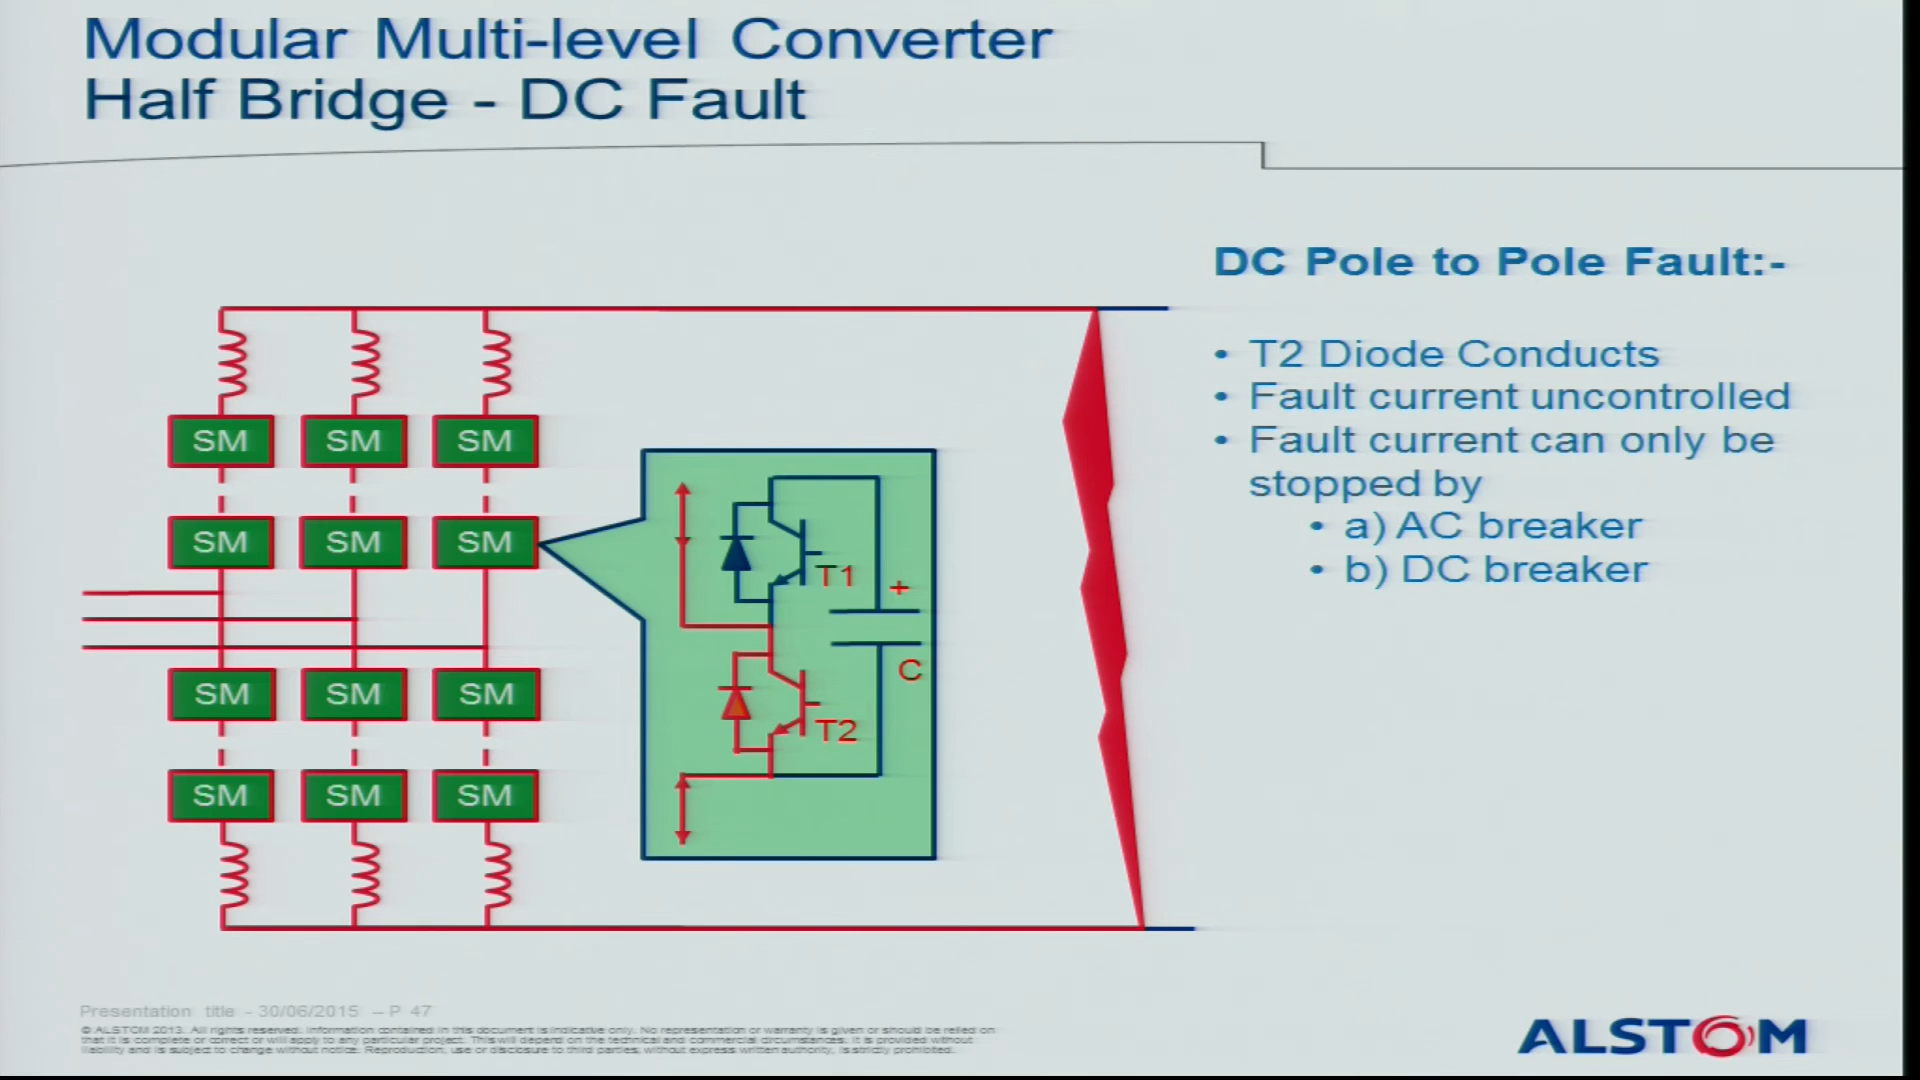 Modular Multi-level Converter
Half Bridge - DC Fault
DC Pole to Pole Fault:-
• T2 Diode Conducts
• Fault current uncontrolled
• Fault current can only be
stopped by
• a) AC breaker
• b) DC breaker
SM SM SM
SM SM SM
T1
+
C
T2
SM SM SM
SM SM SM
Presentation title - 30/06/2015 – P 47
© ALSTOM 2013. All rights reserved. Information contained in this document is indicative only. No representation or warranty is given or should be relied on
that it is complete or correct or will apply to any particular project. This will depend on the technical and commercial circumstances. It is provided without
liability and is subject to change without notice. Reproduction, use or disclosure to third parties, without express written authority, is strictly prohibited.
ALSTOM